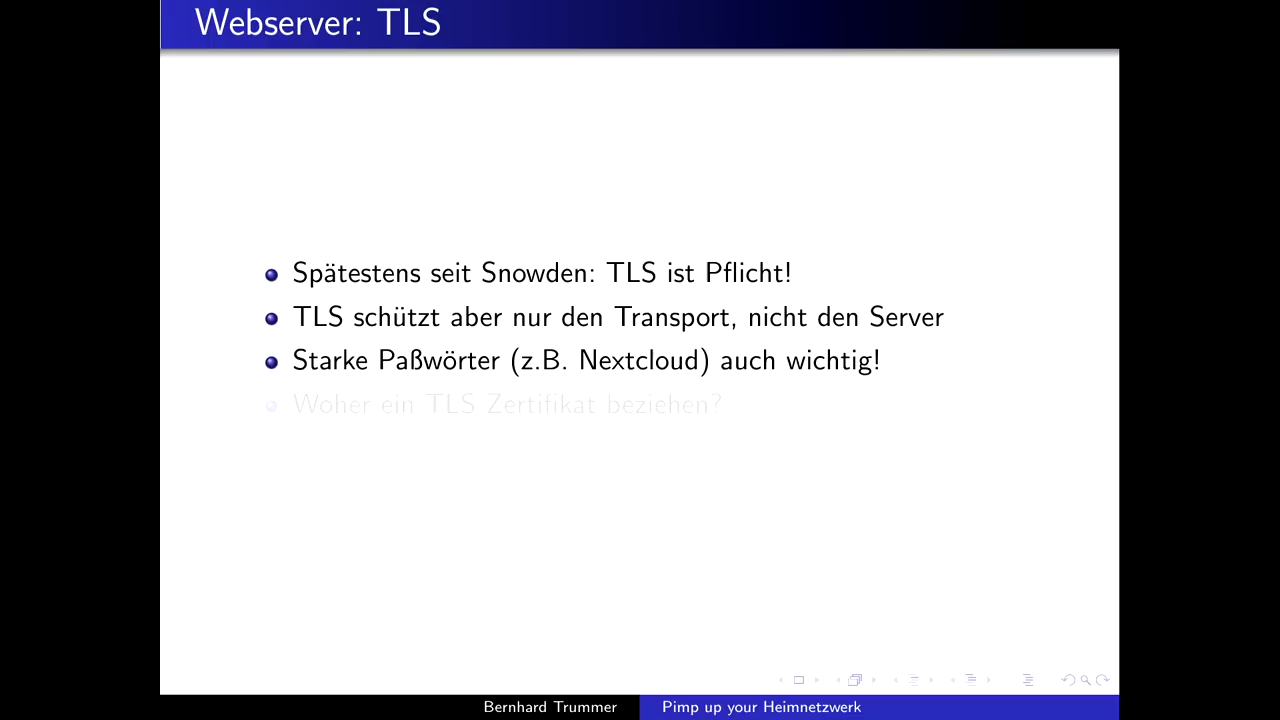 Webserver: TLS
Spätestens seit Snowden: TLS ist Pflicht!
TLS schützt aber nur den Transport, nicht den Server
Starke Paßwörter (z.B. Nextcloud) auch wichtig!
Woher ein TLS Zertifikat beziehen?
Bernhard Trummer
Pimp up your Heimnetzwerk